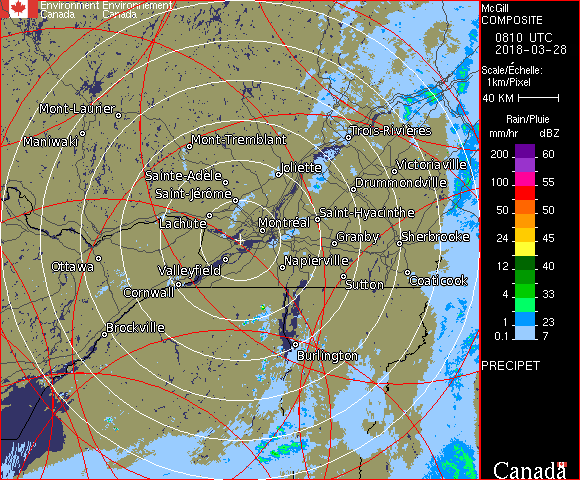 Environment Environnement
Canada Canada
McGill
COMPOSITE
0810 UTC
2018-03-28
Scale/Échelle:
1km/Pixel
40 KM
Rain/Pluie
mm/hr dBZ
200 60
100 55
50 50
24 45
12 40
4 33
1 23
0.1 7
PRECIPET
Canada
Mont-Laurier
Maniwaki
Mont-Tremblant
Trois-Rivières
Joliette
Victoriaville
Sainte-Adèle
Drummondville
Saint-Jérôme
Saint-Hyacinthe
Lachute
Montréal
Granby
Sherbrooke
Ottawa
Valleyfield
Napierville
Cornwall
Sutton
Coaticook
Brockville
Burlington